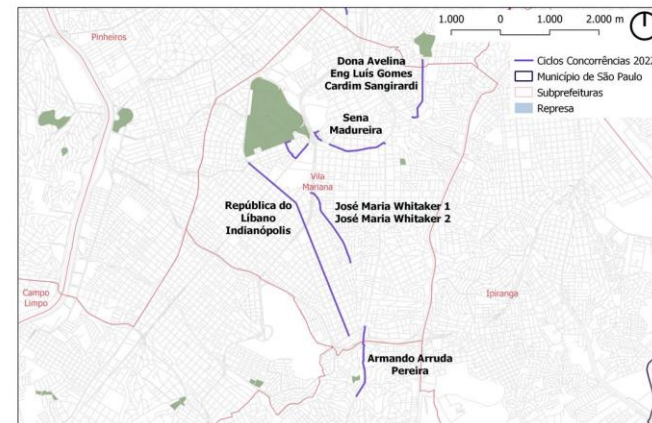 1.000 0 1.000 2.000 m
Pinheiros
Dona Avelina
Eng Luís Gomes
Cardim Sangirardi
Ciclos Concorrências 2022
Município de São Paulo
Subprefeituras
Represa
Sena
Madureira
Vila
Mariana
República do
Líbano
Indianópolis
José Maria Whitaker 1
José Maria Whitaker 2
Campo
Limpo
Ipiranga
Armando Arruda
Pereira